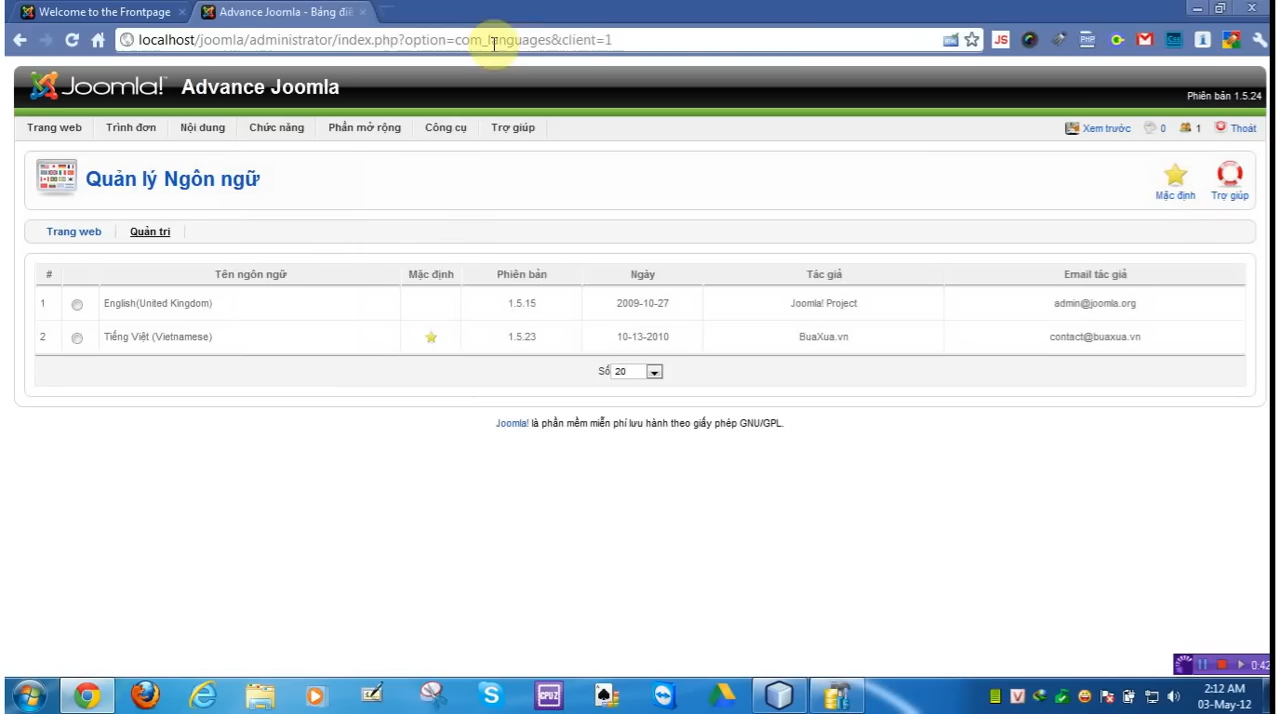 Welcome to the Frontpage
Advance Joomla - Bảng điề
localhost/joomla/administrator/index.php?option=com_languages&client=1
Joomla! Advance Joomla
Phiên bản 1.5.24
Trang web Trình đơn Nội dung Chức năng Phần mở rộng Công cụ Trợ giúp Xem trước 0 1 Thoát
Quản lý Ngôn ngữ
Mặc định Trợ giúp
Trang web Quản trị
# Tên ngôn ngữ Mặc định Phiên bản Ngày Tác giả Email tác giả
1 English(United Kingdom) 1.5.15 2009-10-27 Joomla! Project admin@joomla.org
2 Tiếng Việt (Vietnamese) 1.5.23 10-13-2010 BuaXua.vn contact@buaxua.vn
Số 20
Joomla! là phần mềm miễn phí lưu hành theo giấy phép GNU/GPL.
0:42
2:12 AM
03-May-12